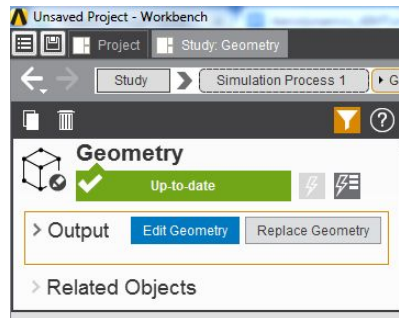 Unsaved Project - Workbench
Project Study: Geometry
Study Simulation Process 1 G
?
Geometry
Up-to-date
Output Edit Geometry Replace Geometry
Related Objects